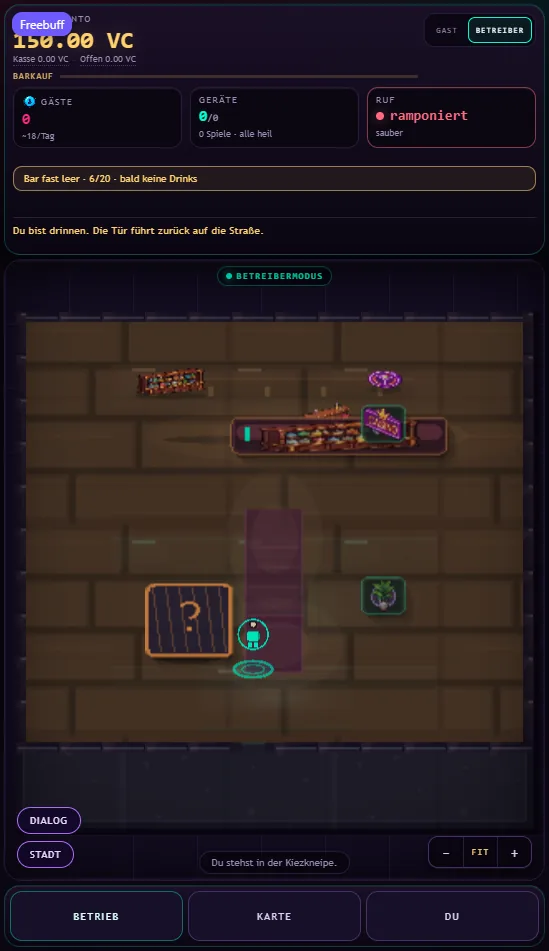 Freebuff
NTO
150.00 VC
Kasse 0.00 VC Offen 0.00 VC
GAST
BETREIBER
BARKAUF
GÄSTE
0
~18/Tag
GERÄTE
0/0
0 Spiele · alle heil
RUF
ramponiert
sauber
Bar fast leer · 6/20 · bald keine Drinks
Du bist drinnen. Die Tür führt zurück auf die Straße.
BETREIBERMODUS
?
DIALOG
STADT
Du stehst in der Kiezkneipe.
− FIT +
BETRIEB
KARTE
DU